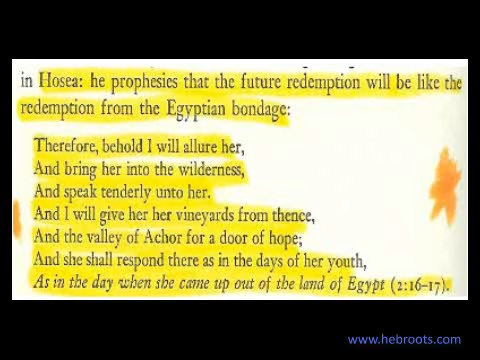 in Hosea: he prophesies that the future redemption will be like the
redemption from the Egyptian bondage:
Therefore, behold I will allure her,
And bring her into the wilderness,
And speak tenderly unto her.
And I will give her her vineyards from thence,
And the valley of Achor for a door of hope;
And she shall respond there as in the days of her youth,
As in the day when she came up out of the land of Egypt (2:16–17).
www.hebroots.com